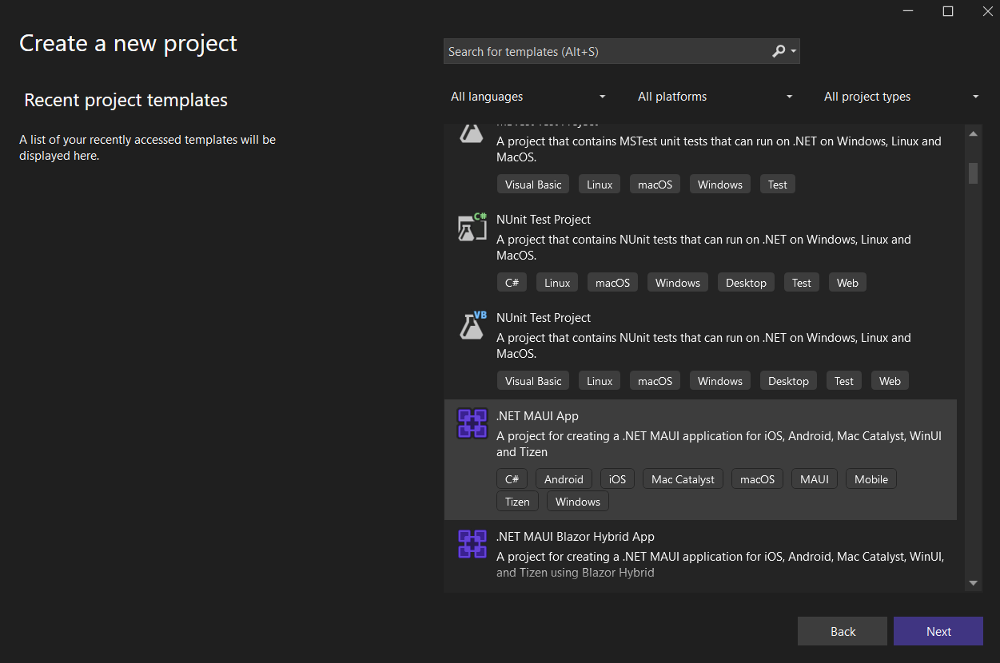 Create a new project
Search for templates (Alt+S)
All languages
All platforms
All project types
Recent project templates
A list of your recently accessed templates will be
displayed here.
MSTest Test Project
A project that contains MSTest unit tests that can run on .NET on Windows, Linux and
MacOS.
Visual Basic
Linux
macOS
Windows
Test
C#
NUnit Test Project
A project that contains NUnit tests that can run on .NET on Windows, Linux and
MacOS.
C#
Linux
macOS
Windows
Desktop
Test
Web
VB
NUnit Test Project
A project that contains NUnit tests that can run on .NET on Windows, Linux and
MacOS.
Visual Basic
Linux
macOS
Windows
Desktop
Test
Web
.NET MAUI App
A project for creating a .NET MAUI application for iOS, Android, Mac Catalyst, WinUI
and Tizen
C#
Android
iOS
Mac Catalyst
macOS
MAUI
Mobile
Tizen
Windows
.NET MAUI Blazor Hybrid App
A project for creating a .NET MAUI application for iOS, Android, Mac Catalyst, WinUI,
and Tizen using Blazor Hybrid
Back
Next